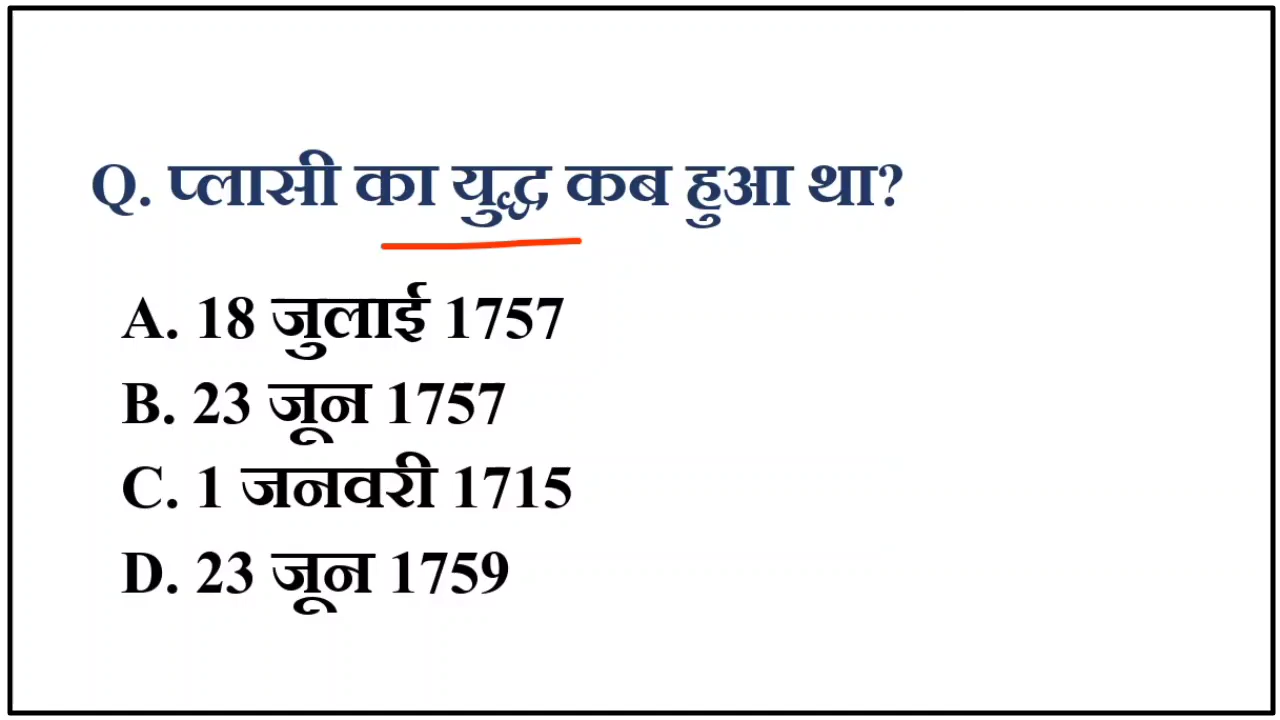 Q. प्लासी का युद्ध कब हुआ था?
A. 18 जुलाई 1757
B. 23 जून 1757
C. 1 जनवरी 1715
D. 23 जून 1759